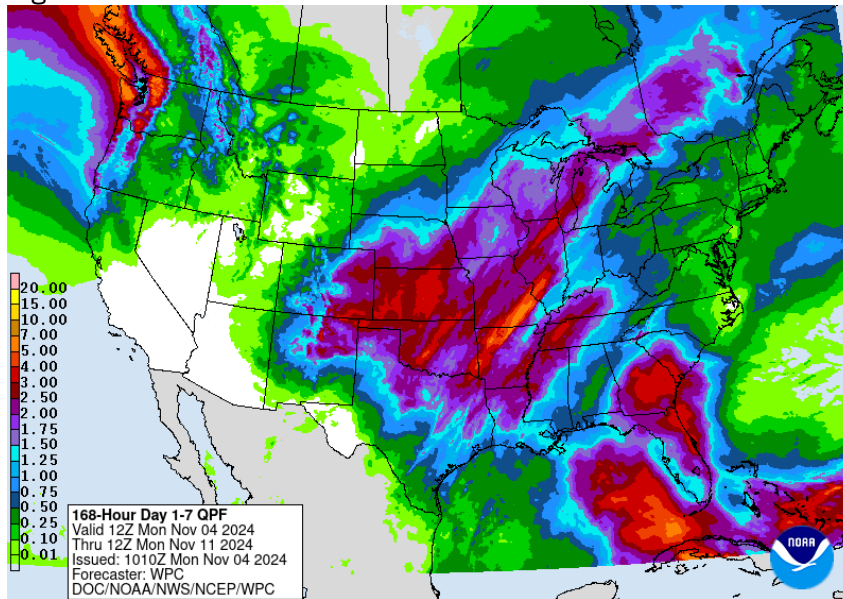 20.00
15.00
10.00
7.00
5.00
4.00
3.00
2.50
2.00
1.75
1.50
1.25
1.00
0.75
0.50
0.25
0.10
0.01
168-Hour Day 1-7 QPF
Valid 12Z Mon Nov 04 2024
Thru 12Z Mon Nov 11 2024
Issued: 1010Z Mon Nov 04 2024
Forecaster: WPC
DOC/NOAA/NWS/NCEP/WPC
NOAA